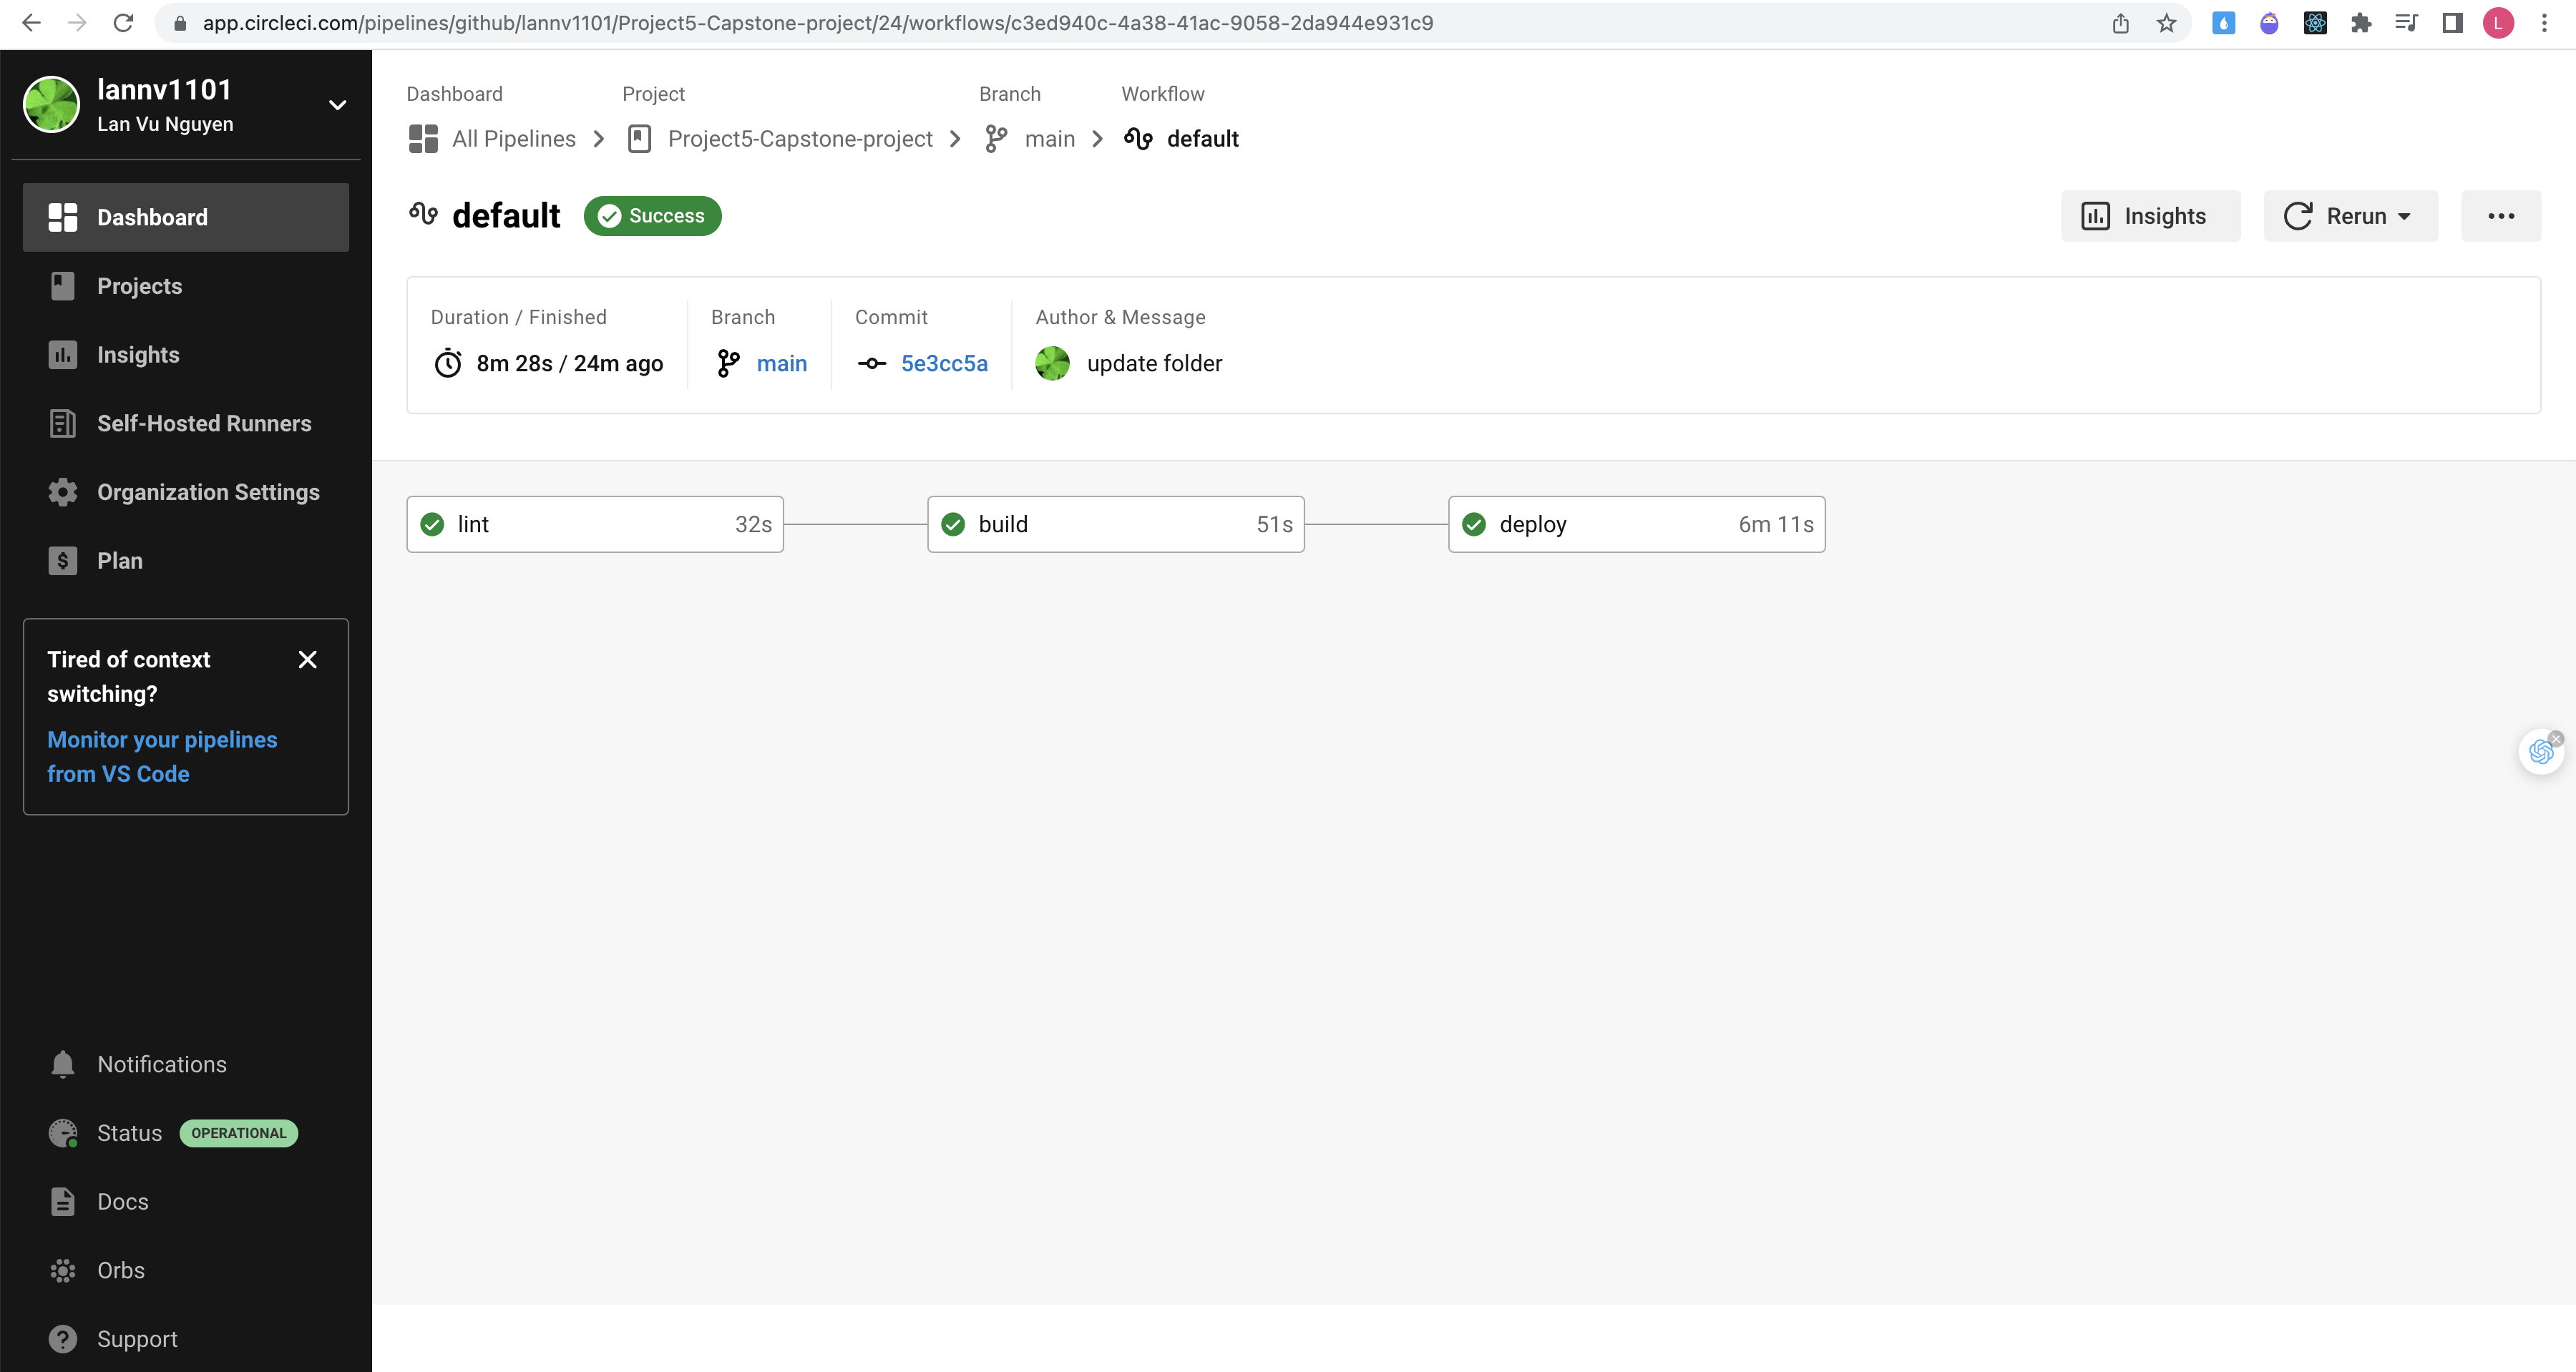 app.circleci.com/pipelines/github/lannv1101/Project5-Capstone-project/24/workflows/c3ed940c-4a38-41ac-9058-2da944e931c9
L
lannv1101
Lan Vu Nguyen
Dashboard
Projects
Insights
Self-Hosted Runners
Organization Settings
Plan
Tired of context
switching?
Monitor your pipelines
from VS Code
Notifications
Status OPERATIONAL
Docs
Orbs
Support
Dashboard Project Branch Workflow
All Pipelines Project5-Capstone-project main default
default Success
Insights Rerun
Duration / Finished Branch Commit Author & Message
8m 28s / 24m ago main 5e3cc5a update folder
lint 32s build 51s deploy 6m 11s